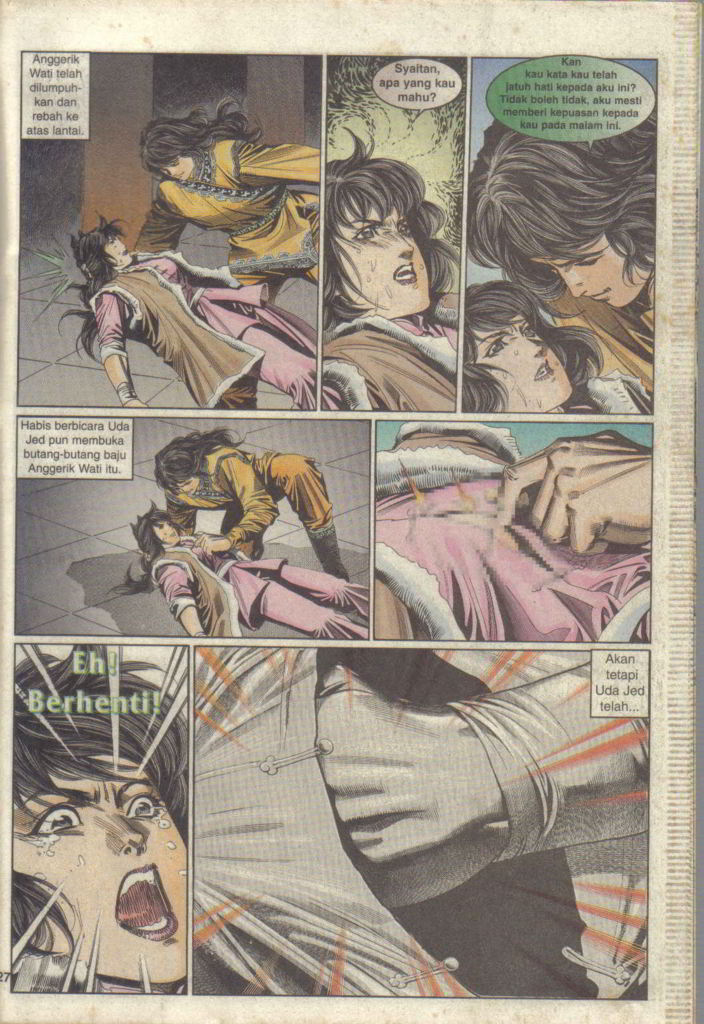 Anggerik
Wati telah
dilumpuh-
kan dan
rebah ke
atas lantai.
Syaitan,
apa yang kau
mahu?
Kan
kau kata kau telah
jatuh hati kepada aku ini?
Tidak boleh tidak, aku mesti
memberi kepuasan kepada
kau pada malam ini.
Habis berbicara Uda
Jed pun membuka
butang-butang baju
Anggerik Wati itu.
Eh!
Berhenti!
Akan
tetapi
Uda Jed
telah...
27